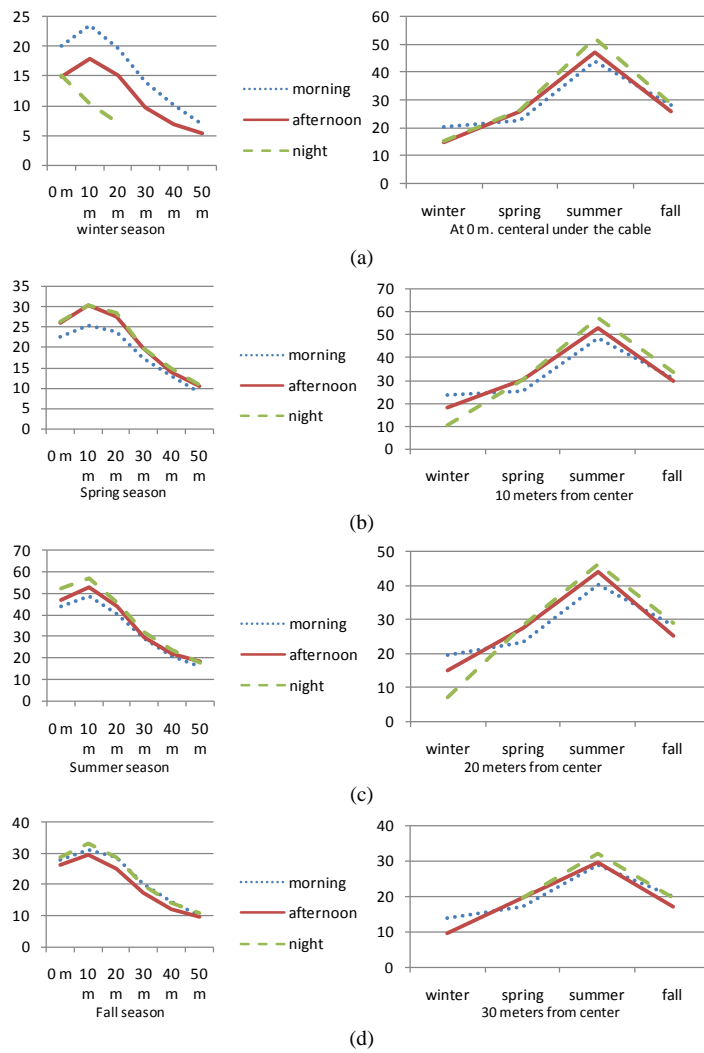 25
20
15
10
5
0
0 m 10 m 20 m 30 m 40 m 50 m
winter season
morning
afternoon
night
60
50
40
30
20
10
0
winter spring summer fall
At 0 m. centeral under the cable
(a)
35
30
25
20
15
10
5
0
0 m 10 m 20 m 30 m 40 m 50 m
Spring season
morning
afternoon
night
70
60
50
40
30
20
10
0
winter spring summer fall
10 meters from center
(b)
70
60
50
40
30
20
10
0
0 m 10 m 20 m 30 m 40 m 50 m
Summer season
morning
afternoon
night
50
40
30
20
10
0
winter spring summer fall
20 meters from center
(c)
40
30
20
10
0
0 m 10 m 20 m 30 m 40 m 50 m
Fall season
morning
afternoon
night
40
30
20
10
0
winter spring summer fall
30 meters from center
(d)